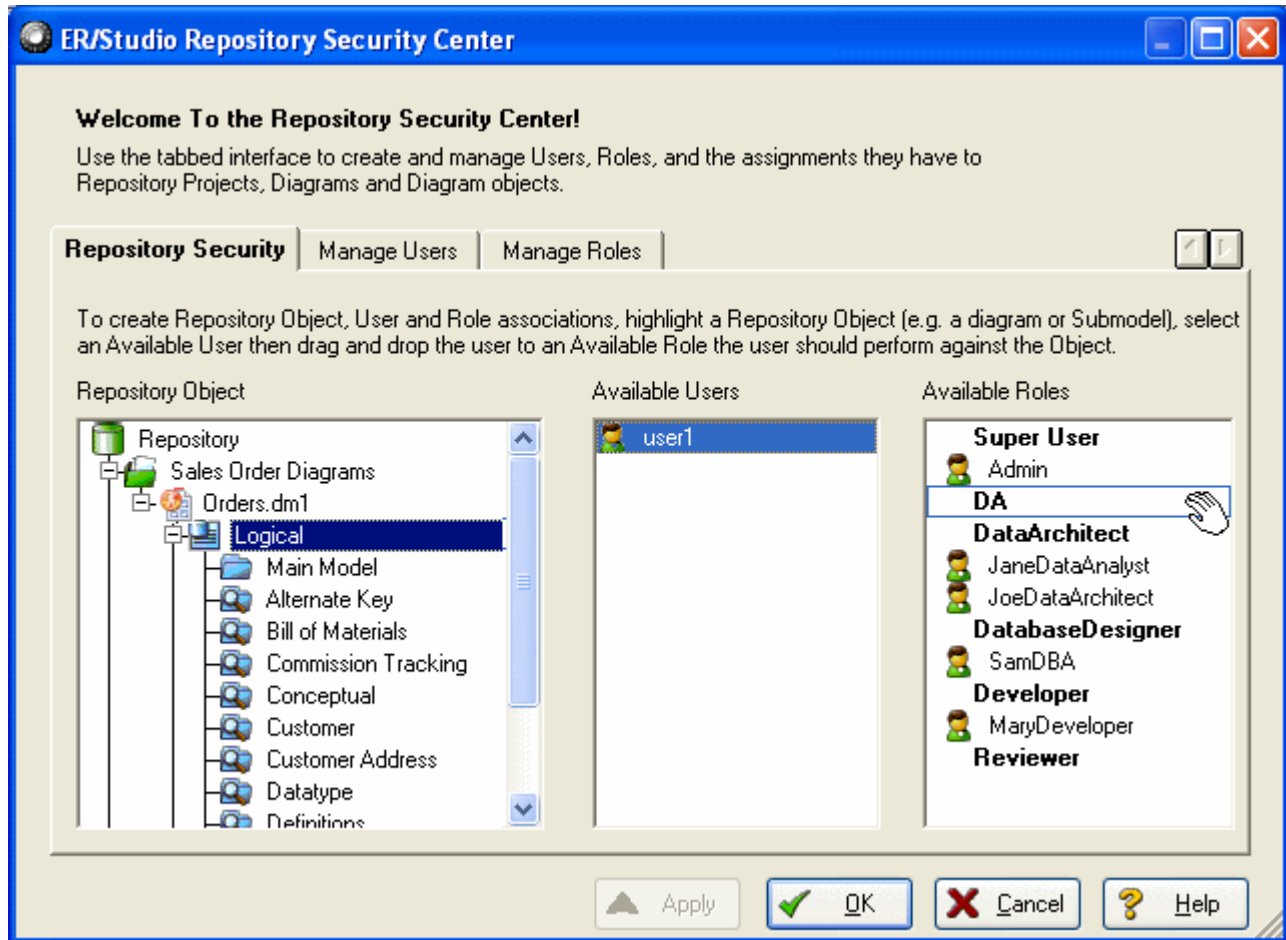 ER/Studio Repository Security Center
Welcome To the Repository Security Center!
Use the tabbed interface to create and manage Users, Roles, and the assignments they have to
Repository Projects, Diagrams and Diagram objects.
Repository Security
Manage Users
Manage Roles
To create Repository Object, User and Role associations, highlight a Repository Object (e.g. a diagram or Submodel), select
an Available User then drag and drop the user to an Available Role the user should perform against the Object.
Repository Object
Repository
Sales Order Diagrams
Orders.dm1
Logical
Main Model
Alternate Key
Bill of Materials
Commission Tracking
Conceptual
Customer
Customer Address
Datatype
Definitions
Available Users
user1
Available Roles
Super User
Admin
DA
DataArchitect
JaneDataAnalyst
JoeDataArchitect
DatabaseDesigner
SamDBA
Developer
MaryDeveloper
Reviewer
Apply
OK
Cancel
Help